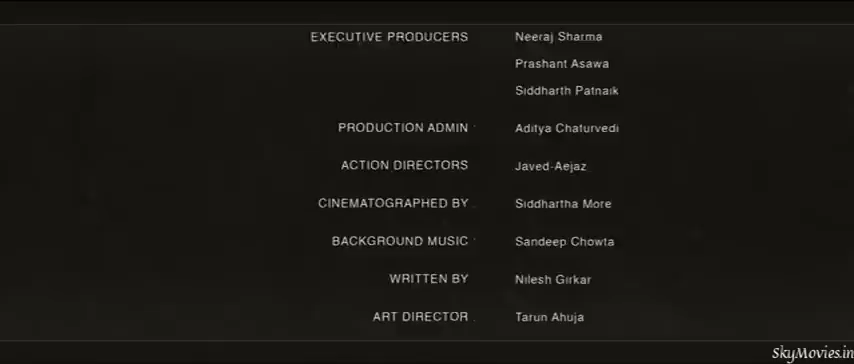 EXECUTIVE PRODUCERS Neeraj Sharma
Prashant Asawa
Siddharth Patnaik
PRODUCTION ADMIN Aditya Chaturvedi
ACTION DIRECTORS Javed-Aejaz
CINEMATOGRAPHED BY Siddhartha More
BACKGROUND MUSIC Sandeep Chowta
WRITTEN BY Nilesh Girkar
ART DIRECTOR Tarun Ahuja
SkyMovies.in